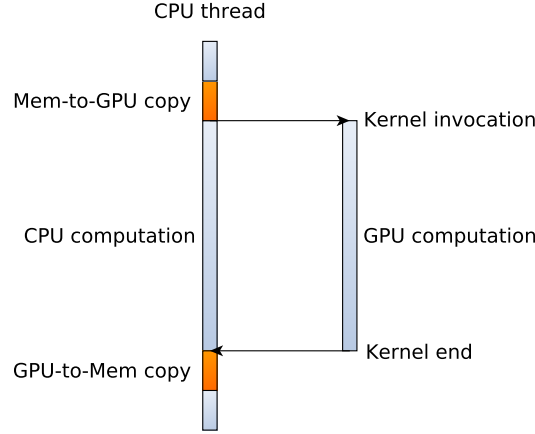 CPU thread
Mem-to-GPU copy
Kernel invocation
CPU computation
GPU computation
Kernel end
GPU-to-Mem copy